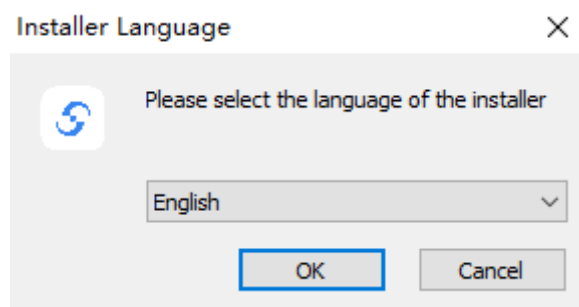 Installer Language
Please select the language of the installer
English
OK
Cancel